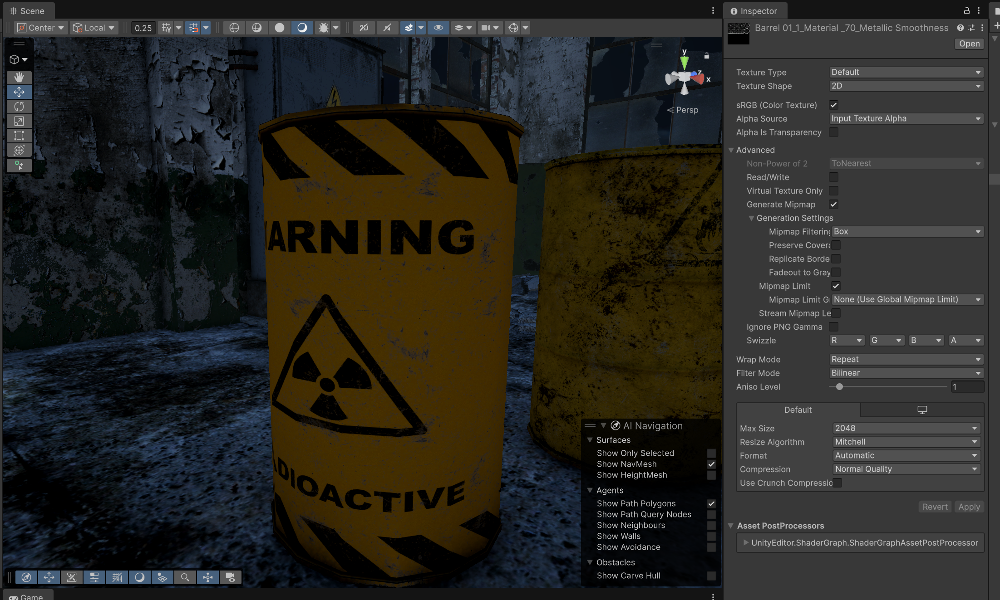 Scene
Center
Local
0.25
2D
y
z
x
Persp
WARNING
RADIOACTIVE
AI Navigation
Surfaces
Show Only Selected
Show NavMesh
Show HeightMesh
Agents
Show Path Polygons
Show Path Query Nodes
Show Neighbours
Show Walls
Show Avoidance
Obstacles
Show Carve Hull
Game
Inspector
Barrel 01_1_Material _70_Metallic Smoothness
Open
Texture Type Default
Texture Shape 2D
sRGB (Color Texture)
Alpha Source Input Texture Alpha
Alpha Is Transparency
Advanced
Non-Power of 2 ToNearest
Read/Write
Virtual Texture Only
Generate Mipmap
Generation Settings
Mipmap Filtering Box
Preserve Covera
Replicate Borde
Fadeout to Gray
Mipmap Limit
Mipmap Limit Gr None (Use Global Mipmap Limit)
Stream Mipmap Le
Ignore PNG Gamma
Swizzle R G B A
Wrap Mode Repeat
Filter Mode Bilinear
Aniso Level 1
Default
Max Size 2048
Resize Algorithm Mitchell
Format Automatic
Compression Normal Quality
Use Crunch Compressio
Revert Apply
Asset PostProcessors
UnityEditor.ShaderGraph.ShaderGraphAssetPostProcessor